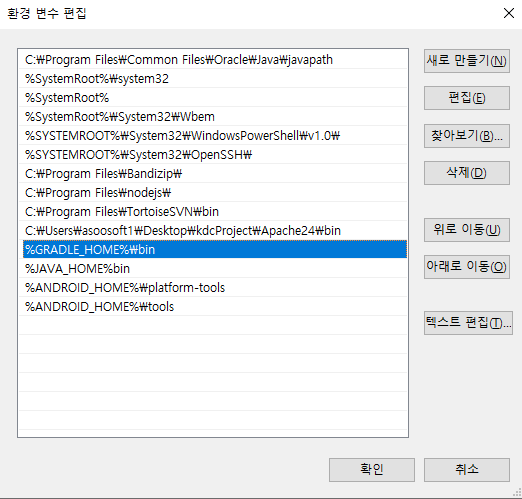 환경 변수 편집
C:₩Program Files₩Common Files₩Oracle₩Java₩javapath
%SystemRoot%₩system32
%SystemRoot%
%SystemRoot%₩System32₩Wbem
%SYSTEMROOT%₩System32₩WindowsPowerShell₩v1.0₩
%SYSTEMROOT%₩System32₩OpenSSH₩
C:₩Program Files₩Bandizip₩
C:₩Program Files₩nodejs₩
C:₩Program Files₩TortoiseSVN₩bin
C:₩Users₩asoosoft1₩Desktop₩kdcProject₩Apache24₩bin
%GRADLE_HOME%₩bin
%JAVA_HOME%bin
%ANDROID_HOME%₩platform-tools
%ANDROID_HOME%₩tools
새로 만들기(N)
편집(E)
찾아보기(B)...
삭제(D)
위로 이동(U)
아래로 이동(O)
텍스트 편집(T)...
확인
취소